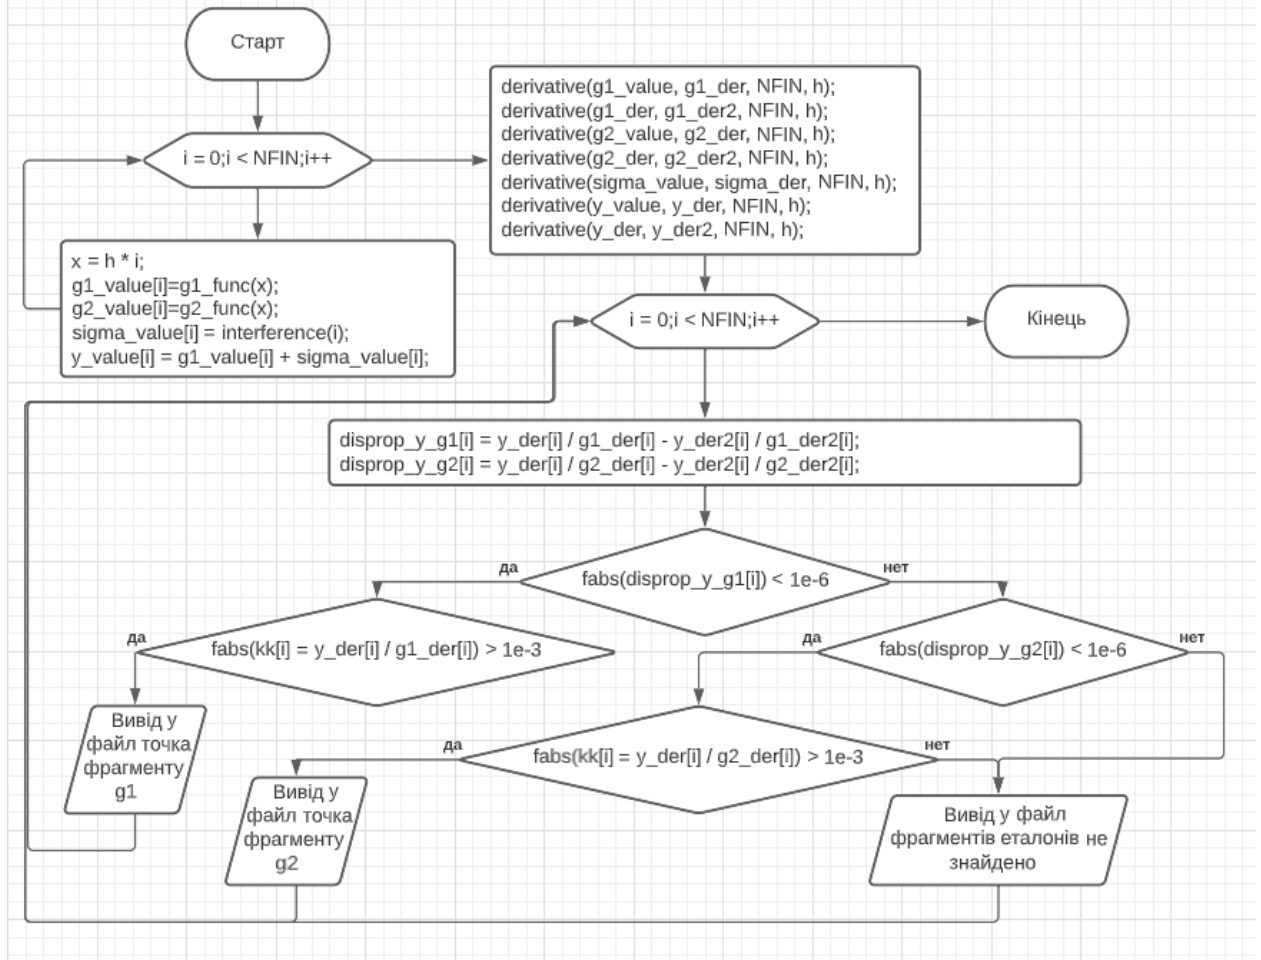 Старт
i = 0;i < NFIN;i++
x = h * i;
g1_value[i]=g1_func(x);
g2_value[i]=g2_func(x);
sigma_value[i] = interference(i);
y_value[i] = g1_value[i] + sigma_value[i];
derivative(g1_value, g1_der, NFIN, h);
derivative(g1_der, g1_der2, NFIN, h);
derivative(g2_value, g2_der, NFIN, h);
derivative(g2_der, g2_der2, NFIN, h);
derivative(sigma_value, sigma_der, NFIN, h);
derivative(y_value, y_der, NFIN, h);
derivative(y_der, y_der2, NFIN, h);
i = 0;i < NFIN;i++
Кінець
disprop_y_g1[i] = y_der[i] / g1_der[i] - y_der2[i] / g1_der2[i];
disprop_y_g2[i] = y_der[i] / g2_der[i] - y_der2[i] / g2_der2[i];
да
fabs(disprop_y_g1[i]) < 1e-6
нет
да
fabs(kk[i] = y_der[i] / g1_der[i]) > 1e-3
да
fabs(disprop_y_g2[i]) < 1e-6
нет
Вивід у
файл точка
фрагменту
g1
да
fabs(kk[i] = y_der[i] / g2_der[i]) > 1e-3
нет
Вивід у
файл точка
фрагменту
g2
Вивід у файл
фрагментів еталонів не
знайдено